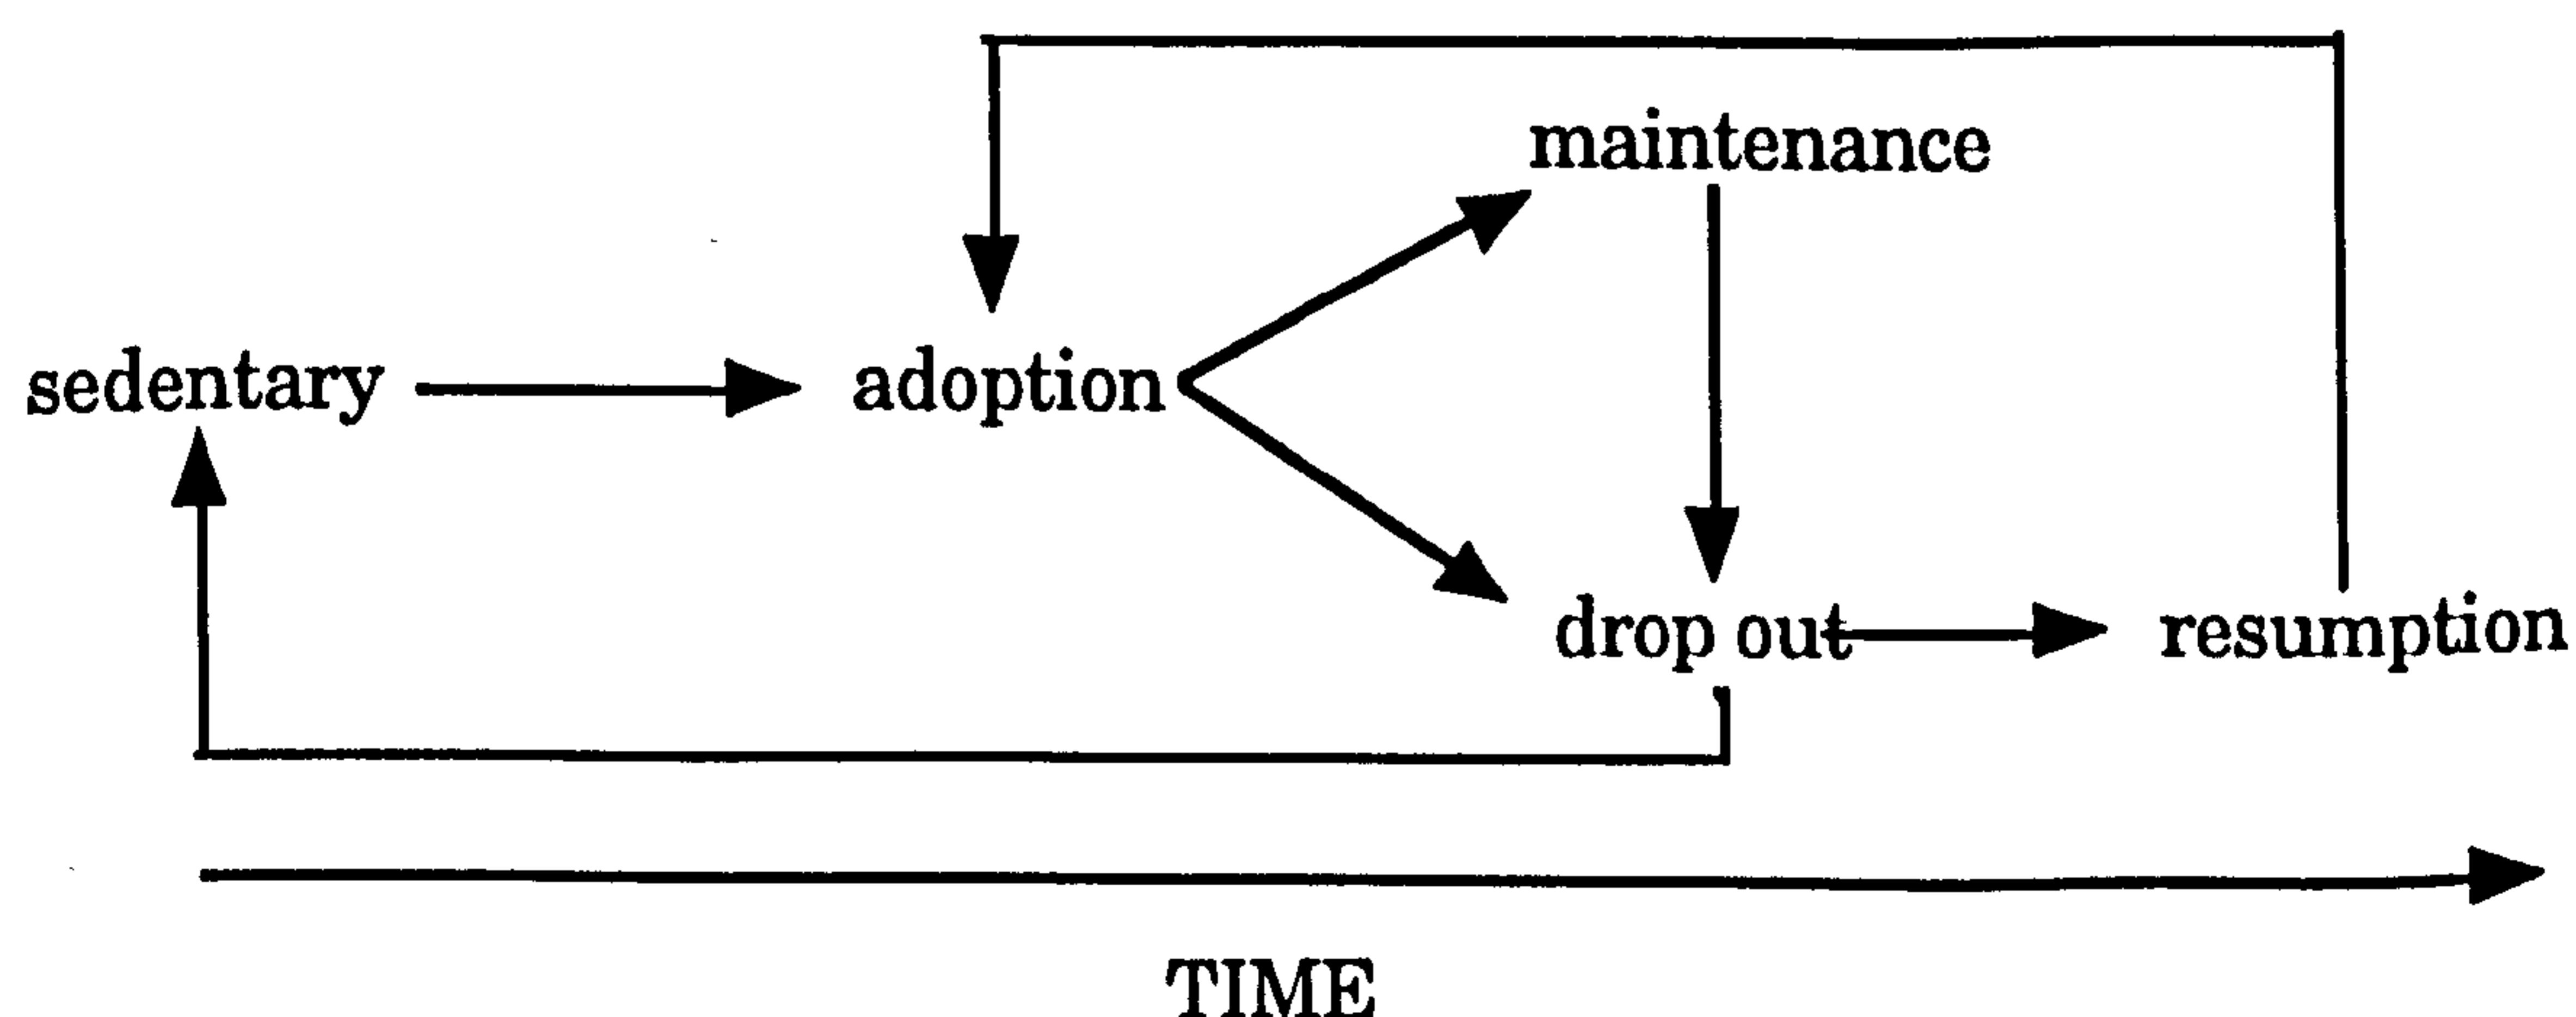 maintenance
sedentary
adoption
drop out
resumption
TIME